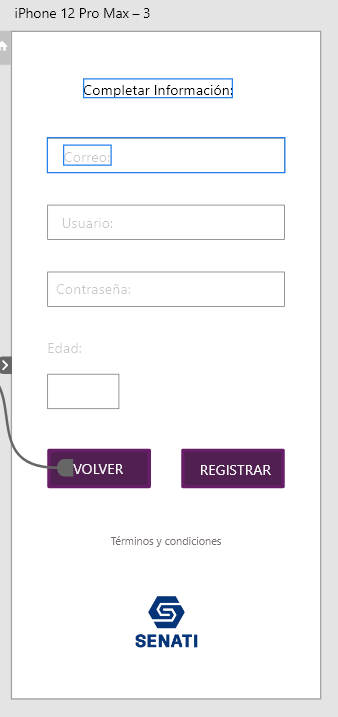 iPhone 12 Pro Max – 3
Completar Información:
Correo:
Usuario:
Contraseña:
Edad:
VOLVER
REGISTRAR
Términos y condiciones
SENATI